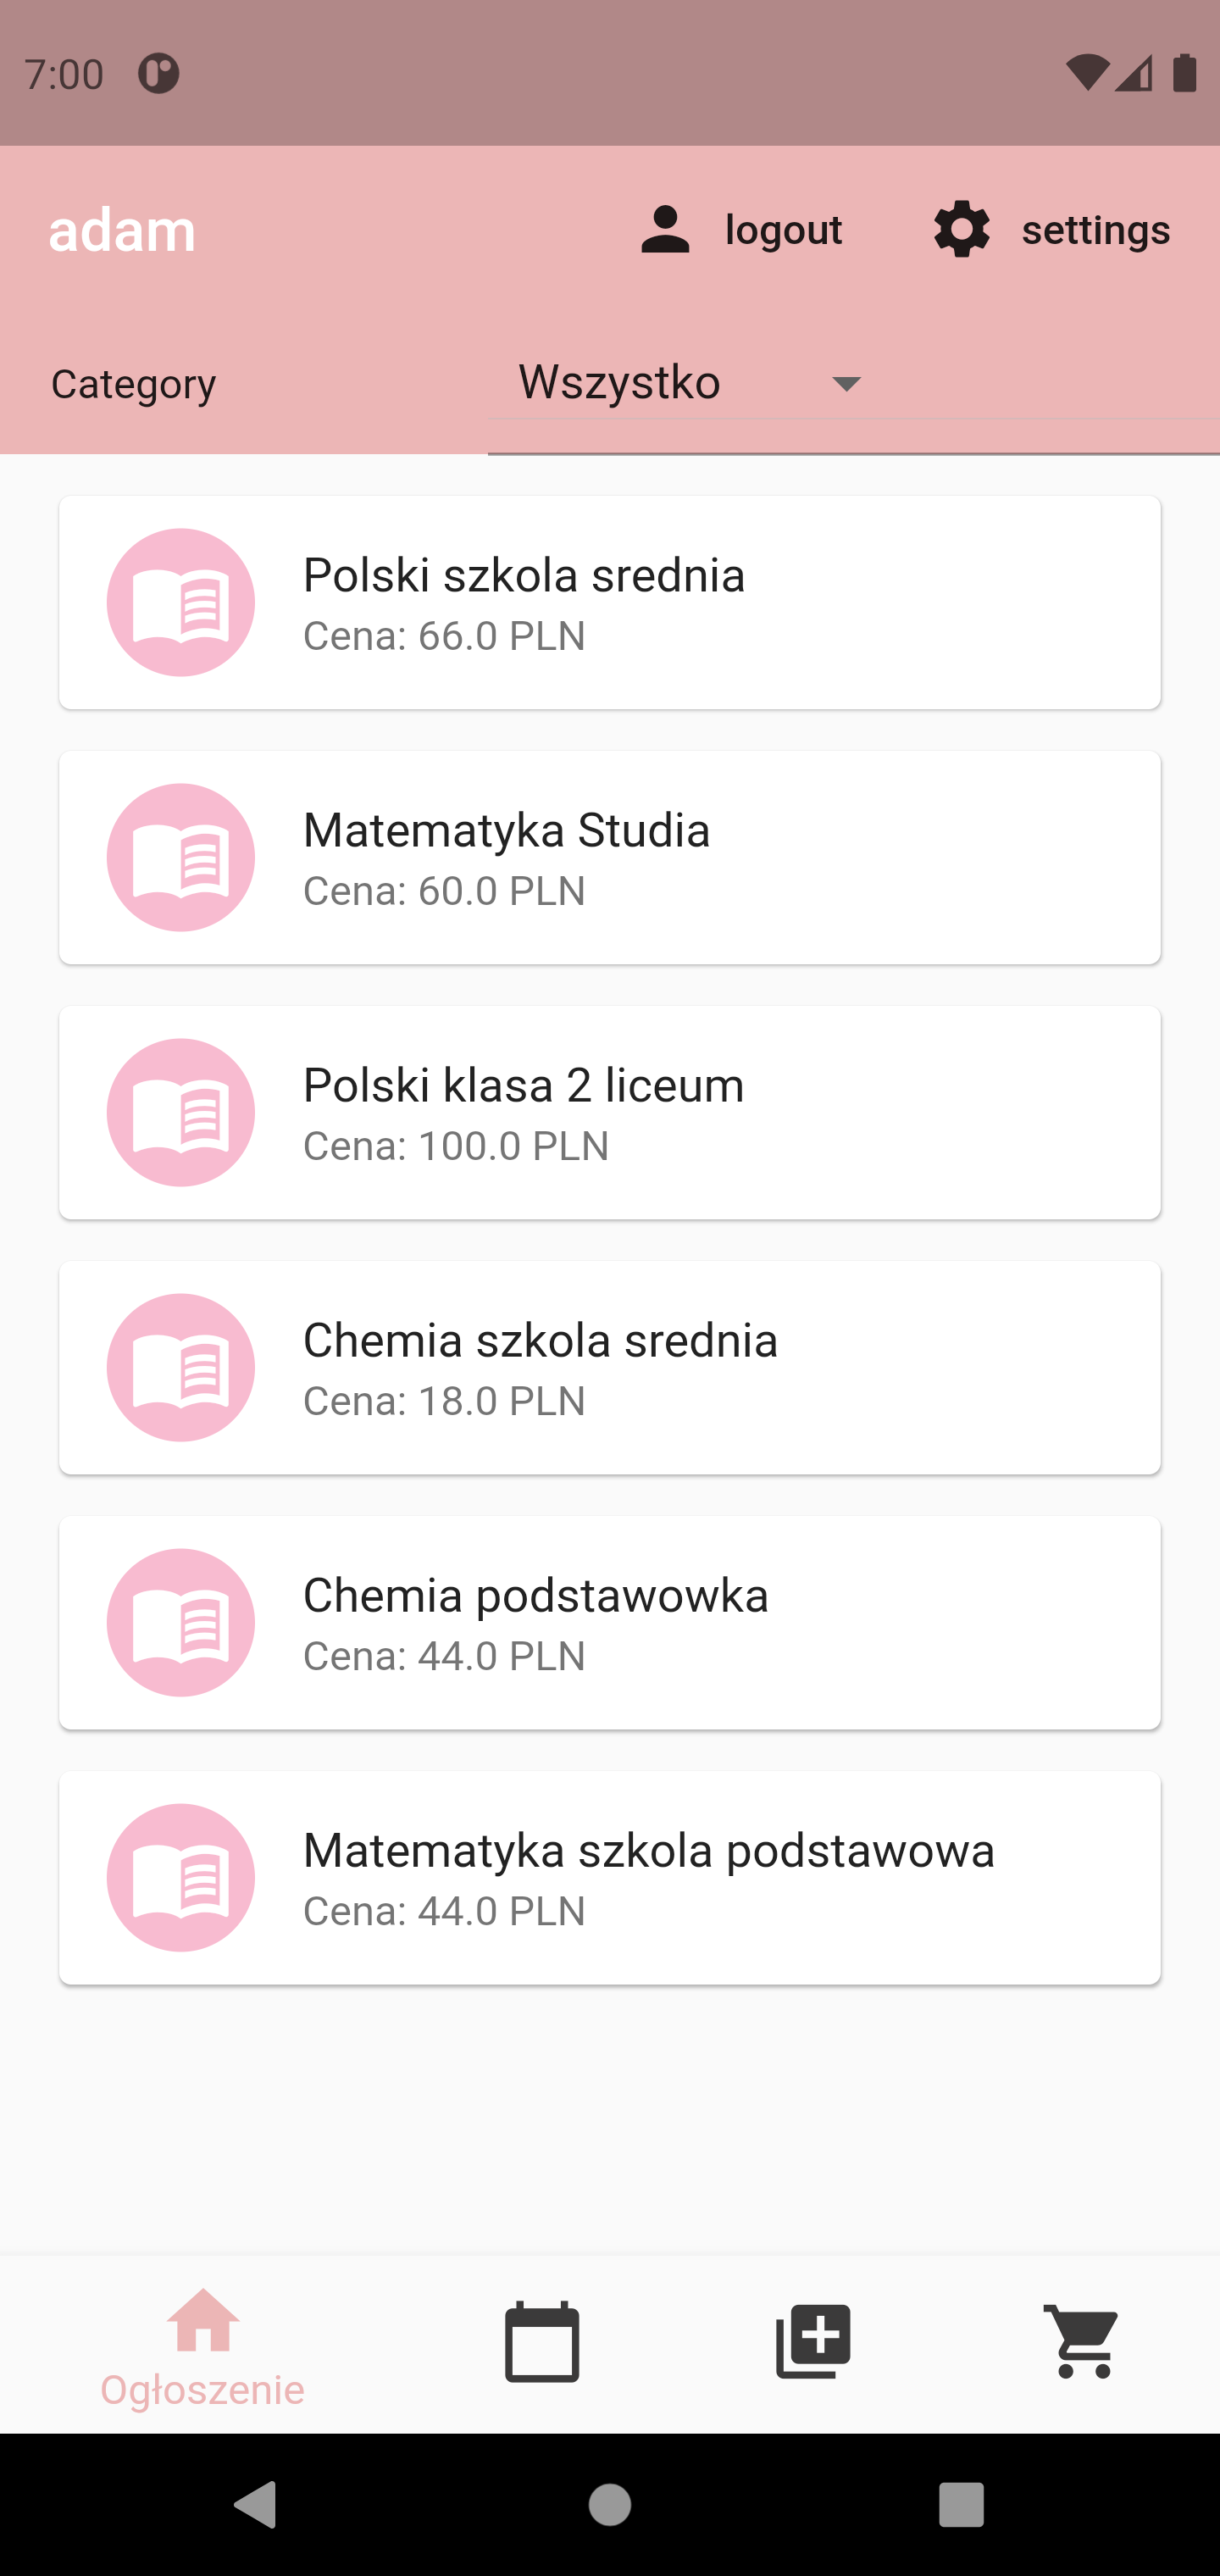 7:00
adam
logout
settings
Category
Wszystko
Polski szkola srednia
Cena: 66.0 PLN
Matematyka Studia
Cena: 60.0 PLN
Polski klasa 2 liceum
Cena: 100.0 PLN
Chemia szkola srednia
Cena: 18.0 PLN
Chemia podstawowka
Cena: 44.0 PLN
Matematyka szkola podstawowa
Cena: 44.0 PLN
Ogłoszenie